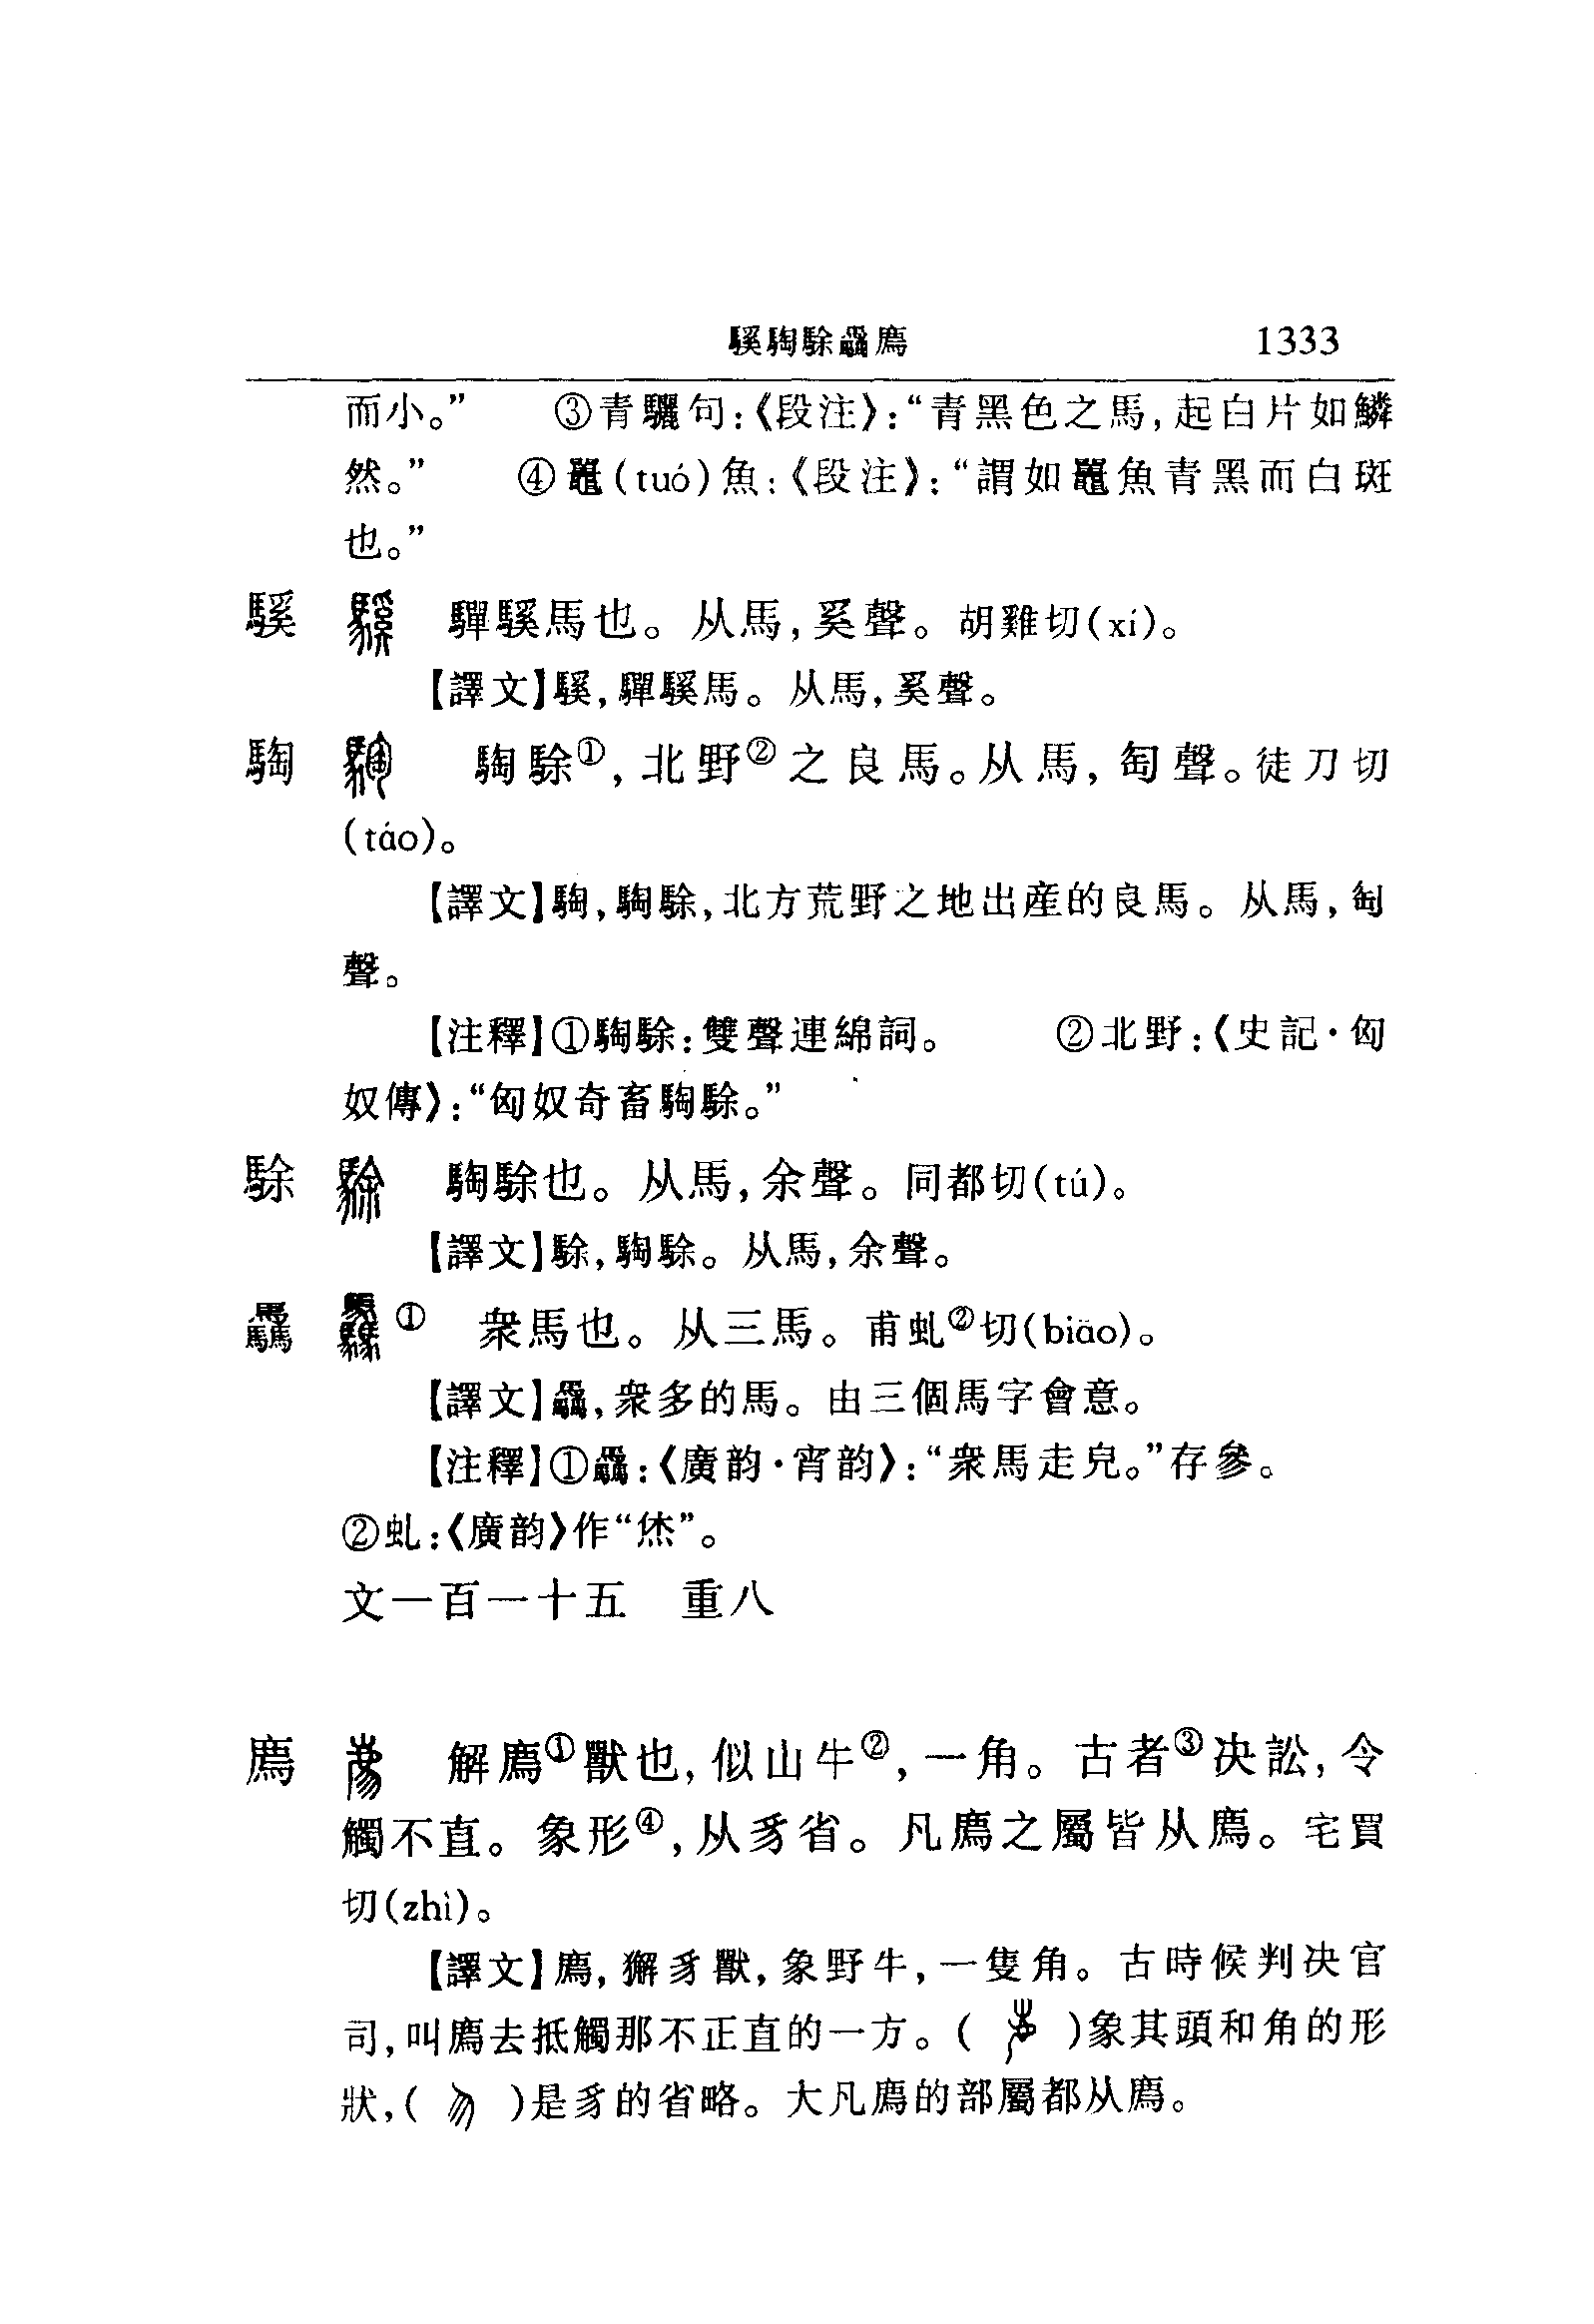 騱騊駼驫廌 1333
而小。” ③青驪句:《段注》:“青黑色之馬,起白片如鱗
然。” ④鼉(tuó)魚:《段注》:“謂如鼉魚青黑而白斑
也。”
騱 驒騱馬也。从馬,奚聲。胡雞切(xí)。
【譯文】騱,驒騱馬。从馬,奚聲。
騊 騊駼①,北野②之良馬。从馬,匋聲。徒刀切
(táo)。
【譯文】騊,騊駼,北方荒野之地出産的良馬。从馬,匋
聲。
【注釋】①騊駼:雙聲連綿詞。 ②北野:《史記·匈
奴傳》:“匈奴奇畜騊駼。”
駼 騊駼也。从馬,余聲。同都切(tú)。
【譯文】駼,騊駼。从馬,余聲。
驫 ① 衆馬也。从三馬。甫虬②切(biāo)。
【譯文】驫,衆多的馬。由三個馬字會意。
【注釋】①驫:《廣韵·宵韵》:“衆馬走皃。”存參。
②虬:《廣韵》作“烋”。
文一百一十五 重八
廌 解廌①獸也,似山牛②,一角。古者③决訟,令
觸不直。象形④,从豸省。凡廌之屬皆从廌。宅買
切(zhì)。
【譯文】廌,獬豸獸,象野牛,一隻角。古時候判决官
司,叫廌去抵觸那不正直的一方。( )象其頭和角的形
狀,( )是豸的省略。大凡廌的部屬都从廌。